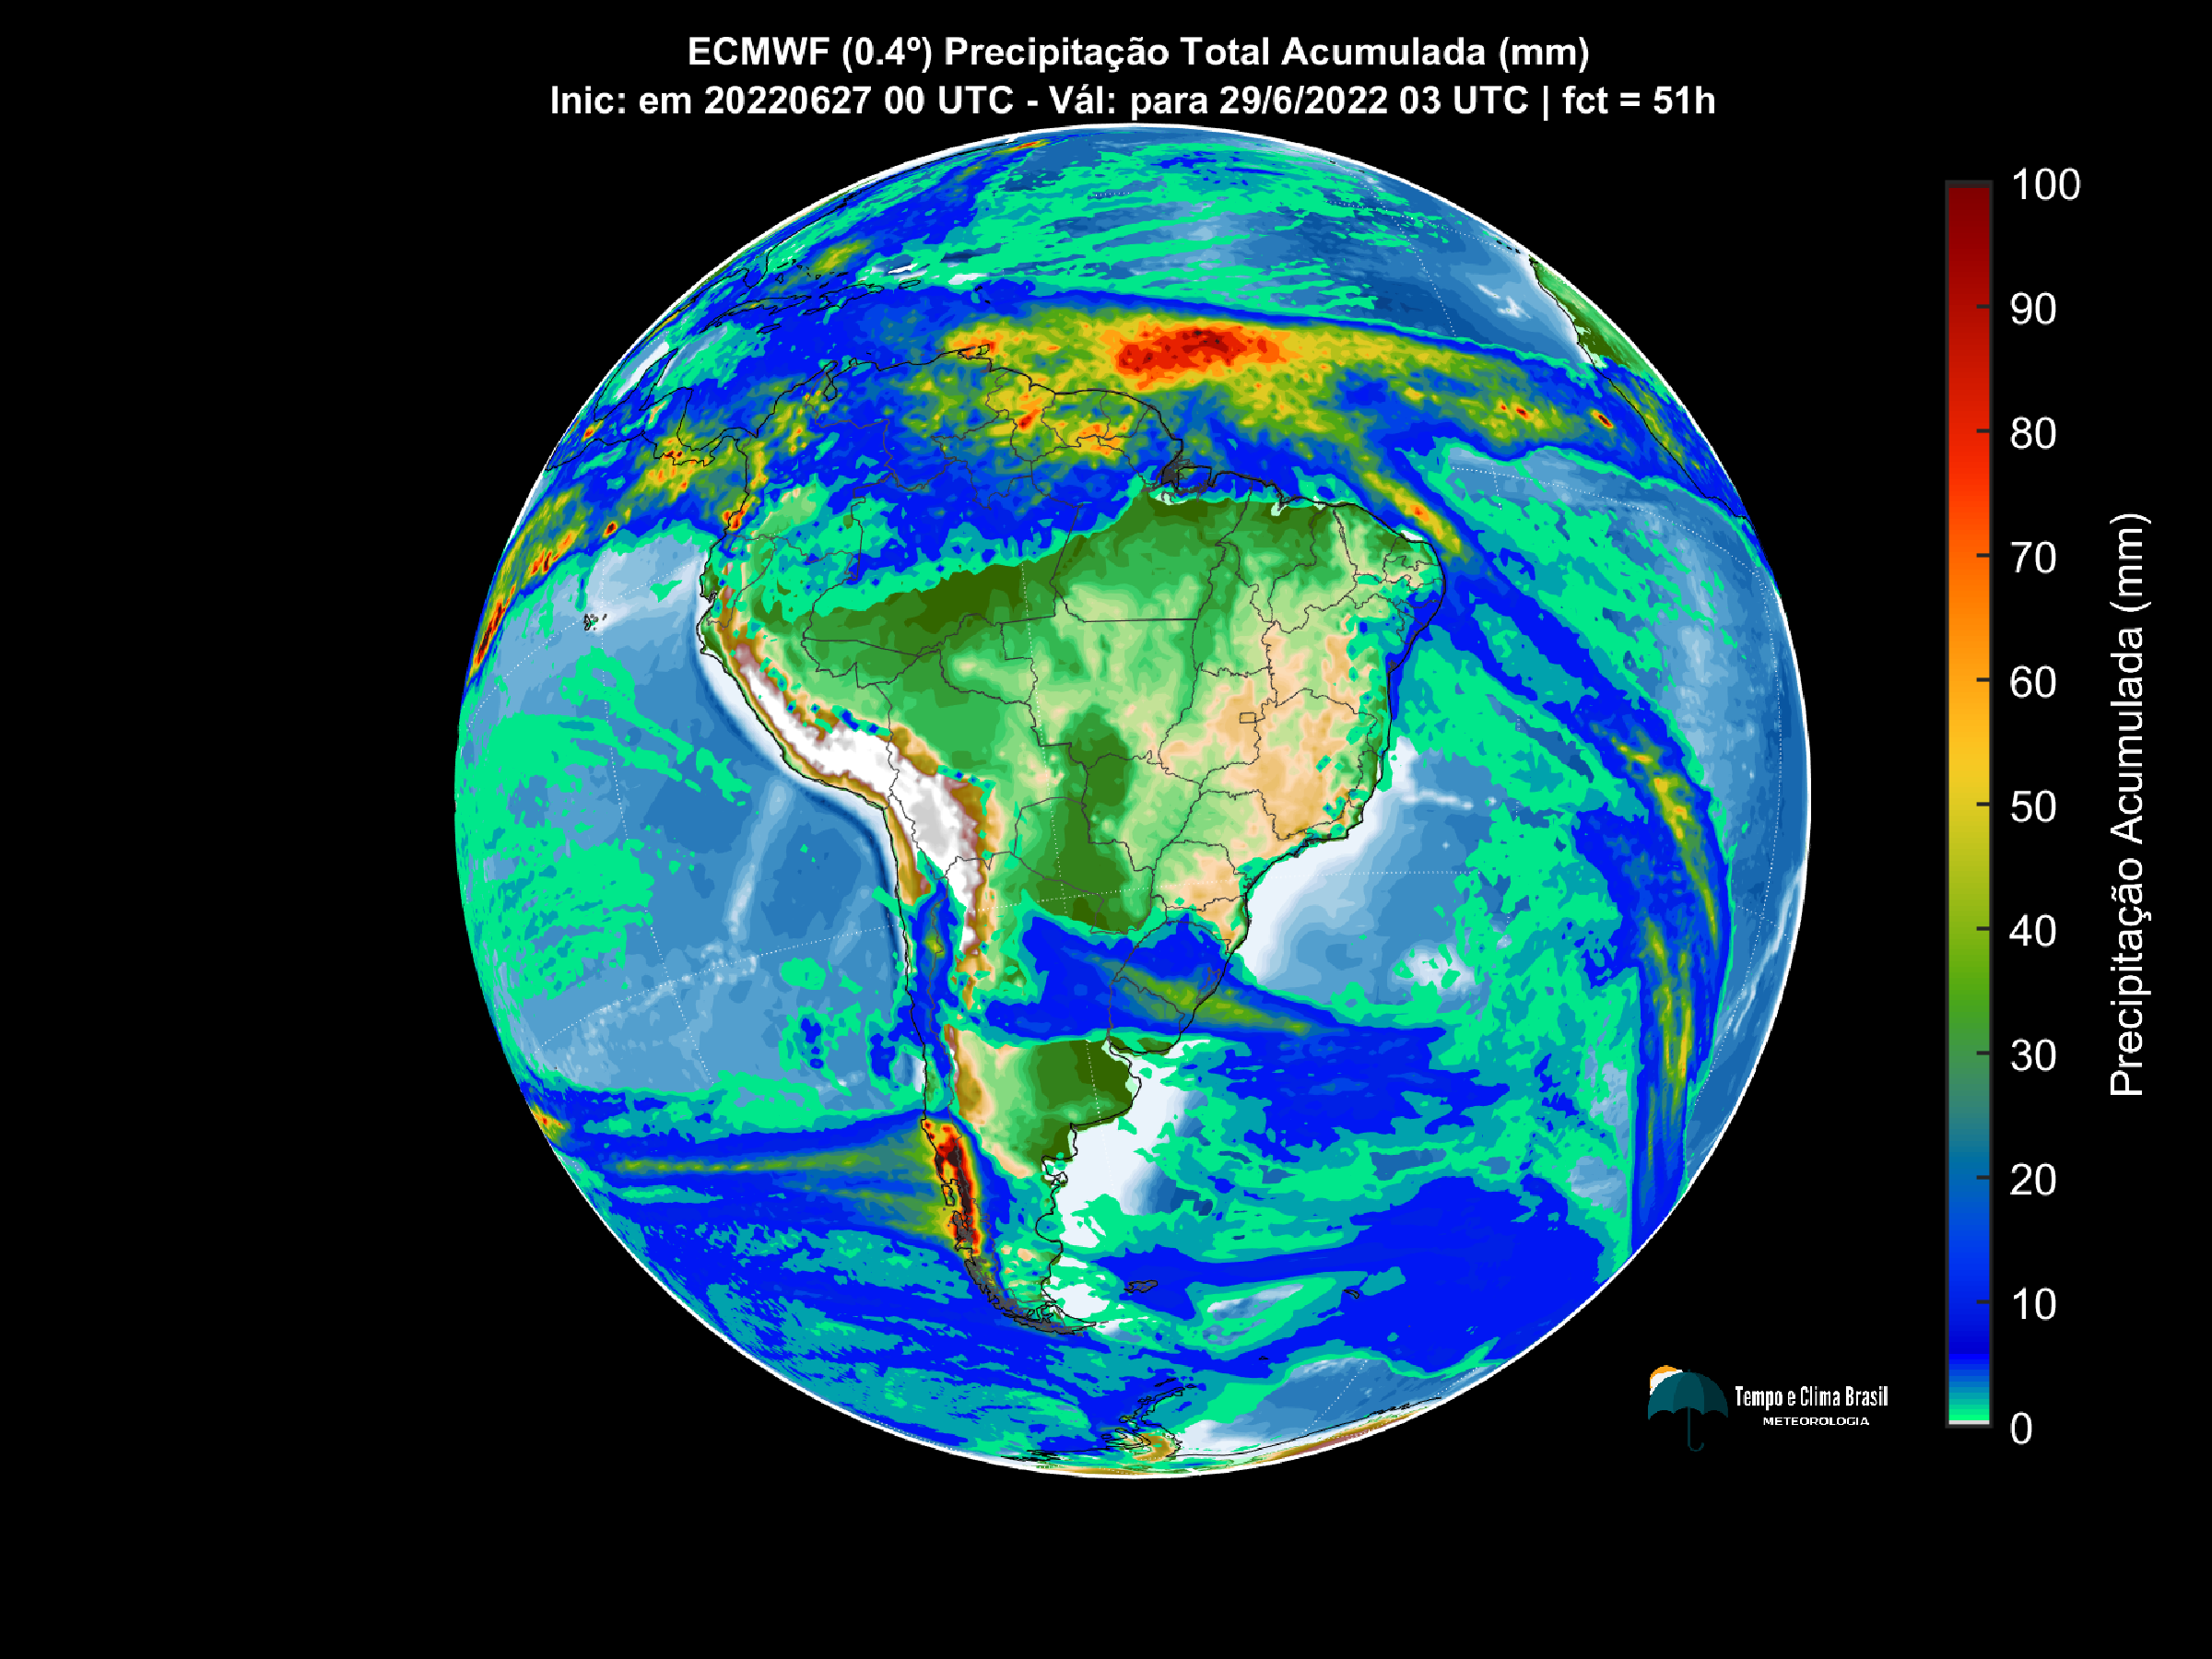 ECMWF (0.4º) Precipitação Total Acumulada (mm)
Inic: em 20220627 00 UTC - Vál: para 29/6/2022 03 UTC | fct = 51h
100
90
80
70
60
50
40
30
20
10
0
Precipitação Acumulada (mm)
Tempo e Clima Brasil
METEOROLOGIA